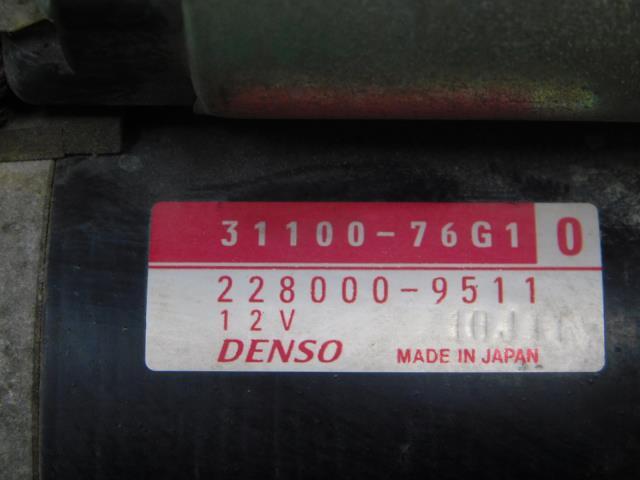 31100-76G1 0
228000-9511
12V
DENSO MADE IN JAPAN